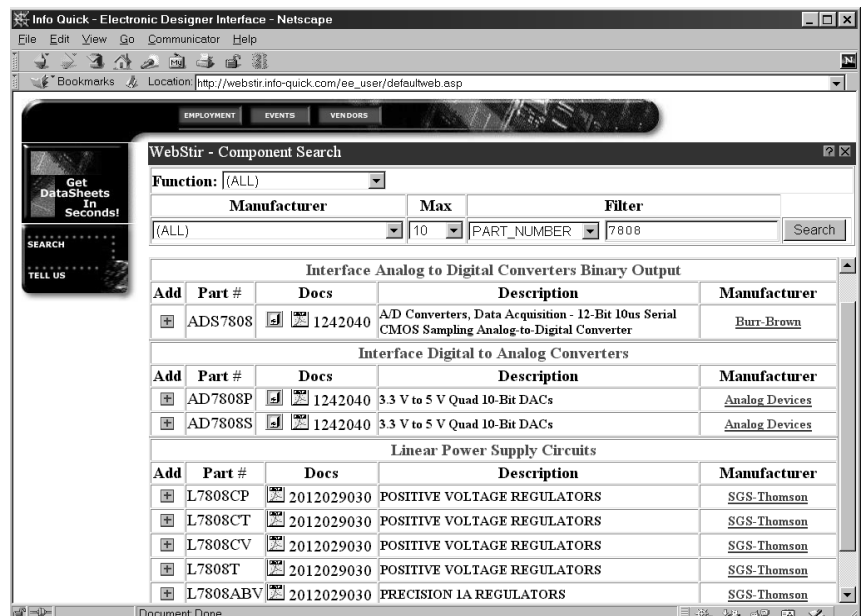 Info Quick - Electronic Designer Interface - Netscape
File Edit View Go Communicator Help
Bookmarks Location: http://webstir.info-quick.com/ee_user/defaultweb.asp
EMPLOYMENT EVENTS VENDORS
Get
DataSheets
In
Seconds!
SEARCH
TELL US
WebStir - Component Search
Function: (ALL)
Manufacturer Max Filter
(ALL) 10 PART_NUMBER 7808 Search
Interface Analog to Digital Converters Binary Output
Add Part # Docs Description Manufacturer
ADS7808 1242040 A/D Converters, Data Acquisition - 12-Bit 10us Serial CMOS Sampling Analog-to-Digital Converter Burr-Brown
Interface Digital to Analog Converters
Add Part # Docs Description Manufacturer
AD7808P 1242040 3.3 V to 5 V Quad 10-Bit DACs Analog Devices
AD7808S 1242040 3.3 V to 5 V Quad 10-Bit DACs Analog Devices
Linear Power Supply Circuits
Add Part # Docs Description Manufacturer
L7808CP 2012029030 POSITIVE VOLTAGE REGULATORS SGS-Thomson
L7808CT 2012029030 POSITIVE VOLTAGE REGULATORS SGS-Thomson
L7808CV 2012029030 POSITIVE VOLTAGE REGULATORS SGS-Thomson
L7808T 2012029030 POSITIVE VOLTAGE REGULATORS SGS-Thomson
L7808ABV 2012029030 PRECISION 1A REGULATORS SGS-Thomson
Document: Done